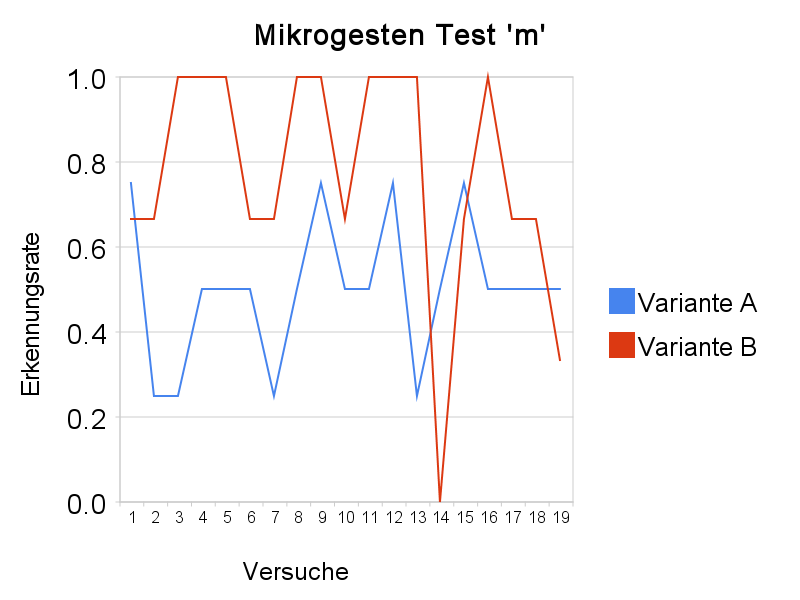 Mikrogesten Test 'm'
1.0
0.8
0.6
0.4
0.2
0.0
Erkennungsrate
1 2 3 4 5 6 7 8 9 10 11 12 13 14 15 16 17 18 19
Versuche
Variante A
Variante B